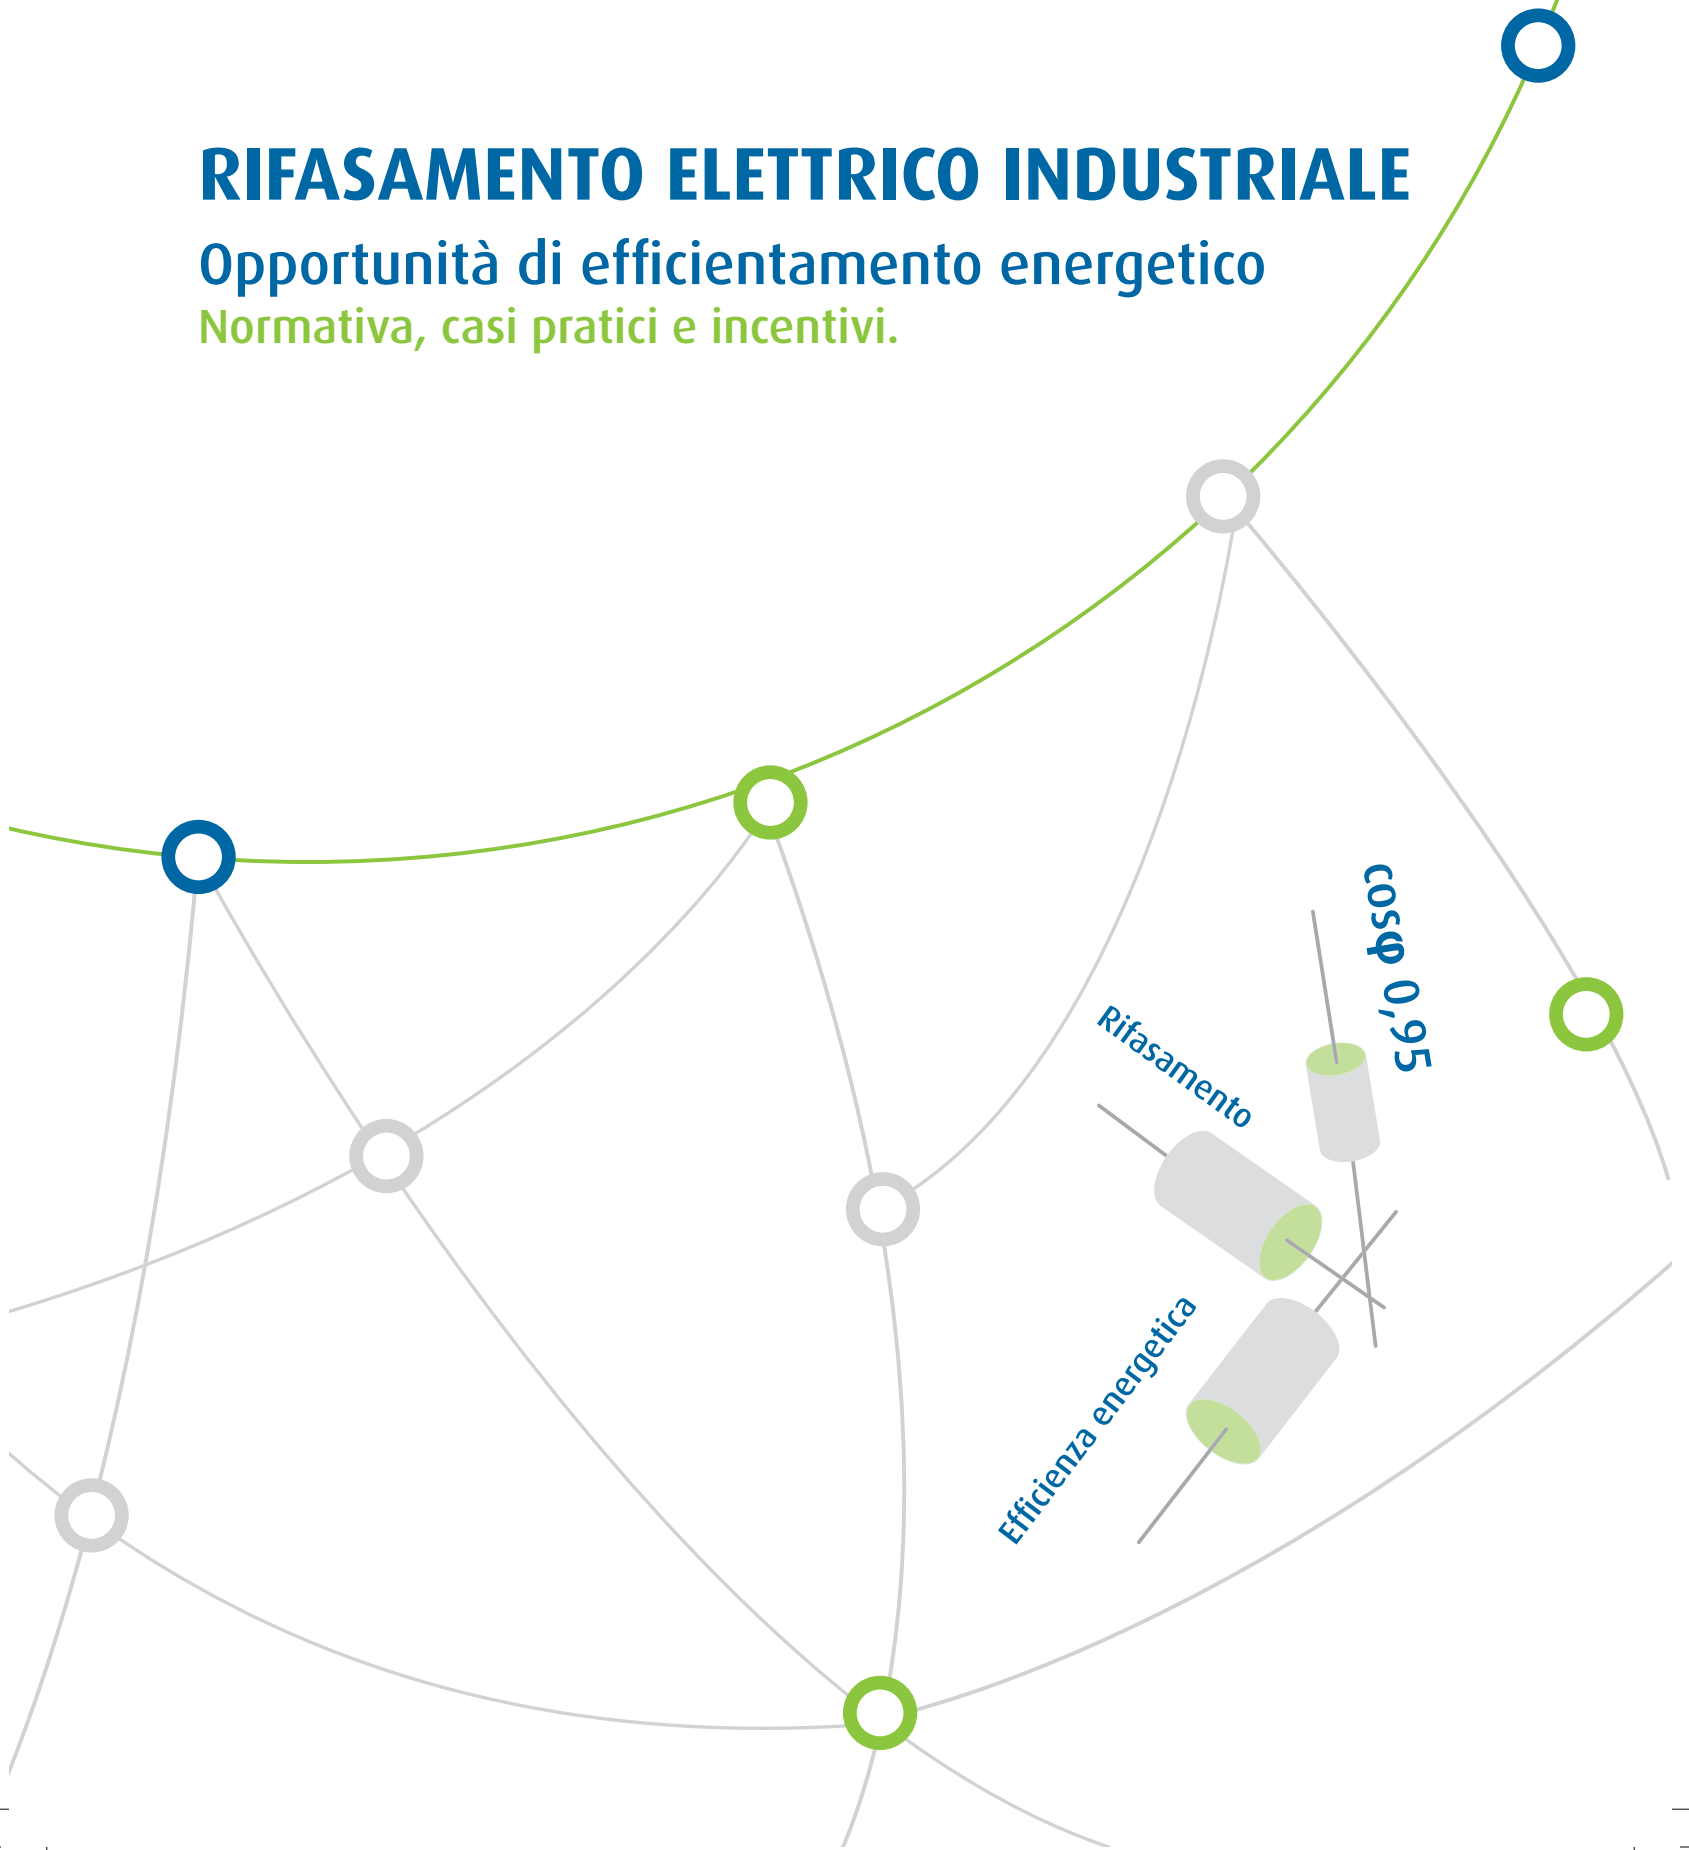 RIFASAMENTO ELETTRICO INDUSTRIALE
Opportunità di efficientamento energetico
Normativa, casi pratici e incentivi.
cosφ 0,95
Rifasamento
Efficienza energetica